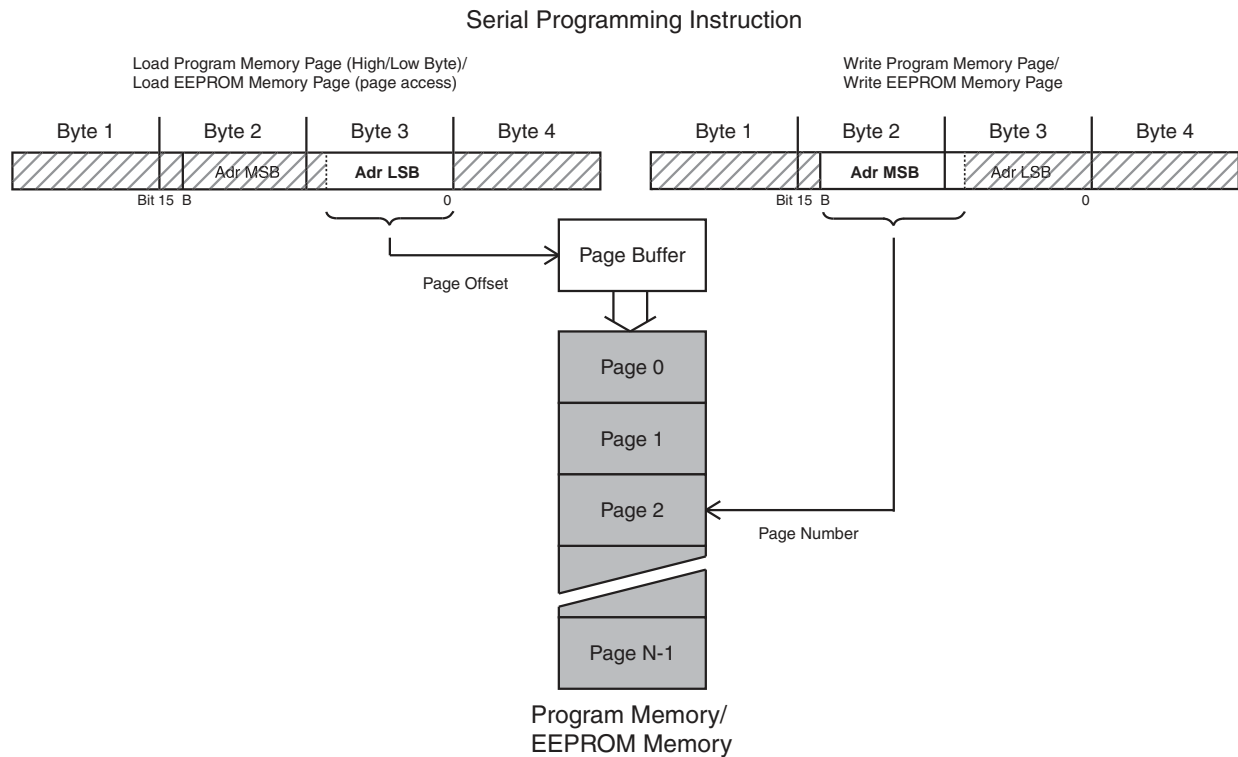 Serial Programming Instruction
Load Program Memory Page (High/Low Byte)/
Load EEPROM Memory Page (page access)
Write Program Memory Page/
Write EEPROM Memory Page
Byte 1 Byte 2 Byte 3 Byte 4
Byte 1 Byte 2 Byte 3 Byte 4
Adr MSB Adr LSB
Adr MSB Adr LSB
Bit 15 B 0
Bit 15 B 0
Page Buffer
Page Offset
Page 0
Page 1
Page 2
Page Number
Page N-1
Program Memory/
EEPROM Memory